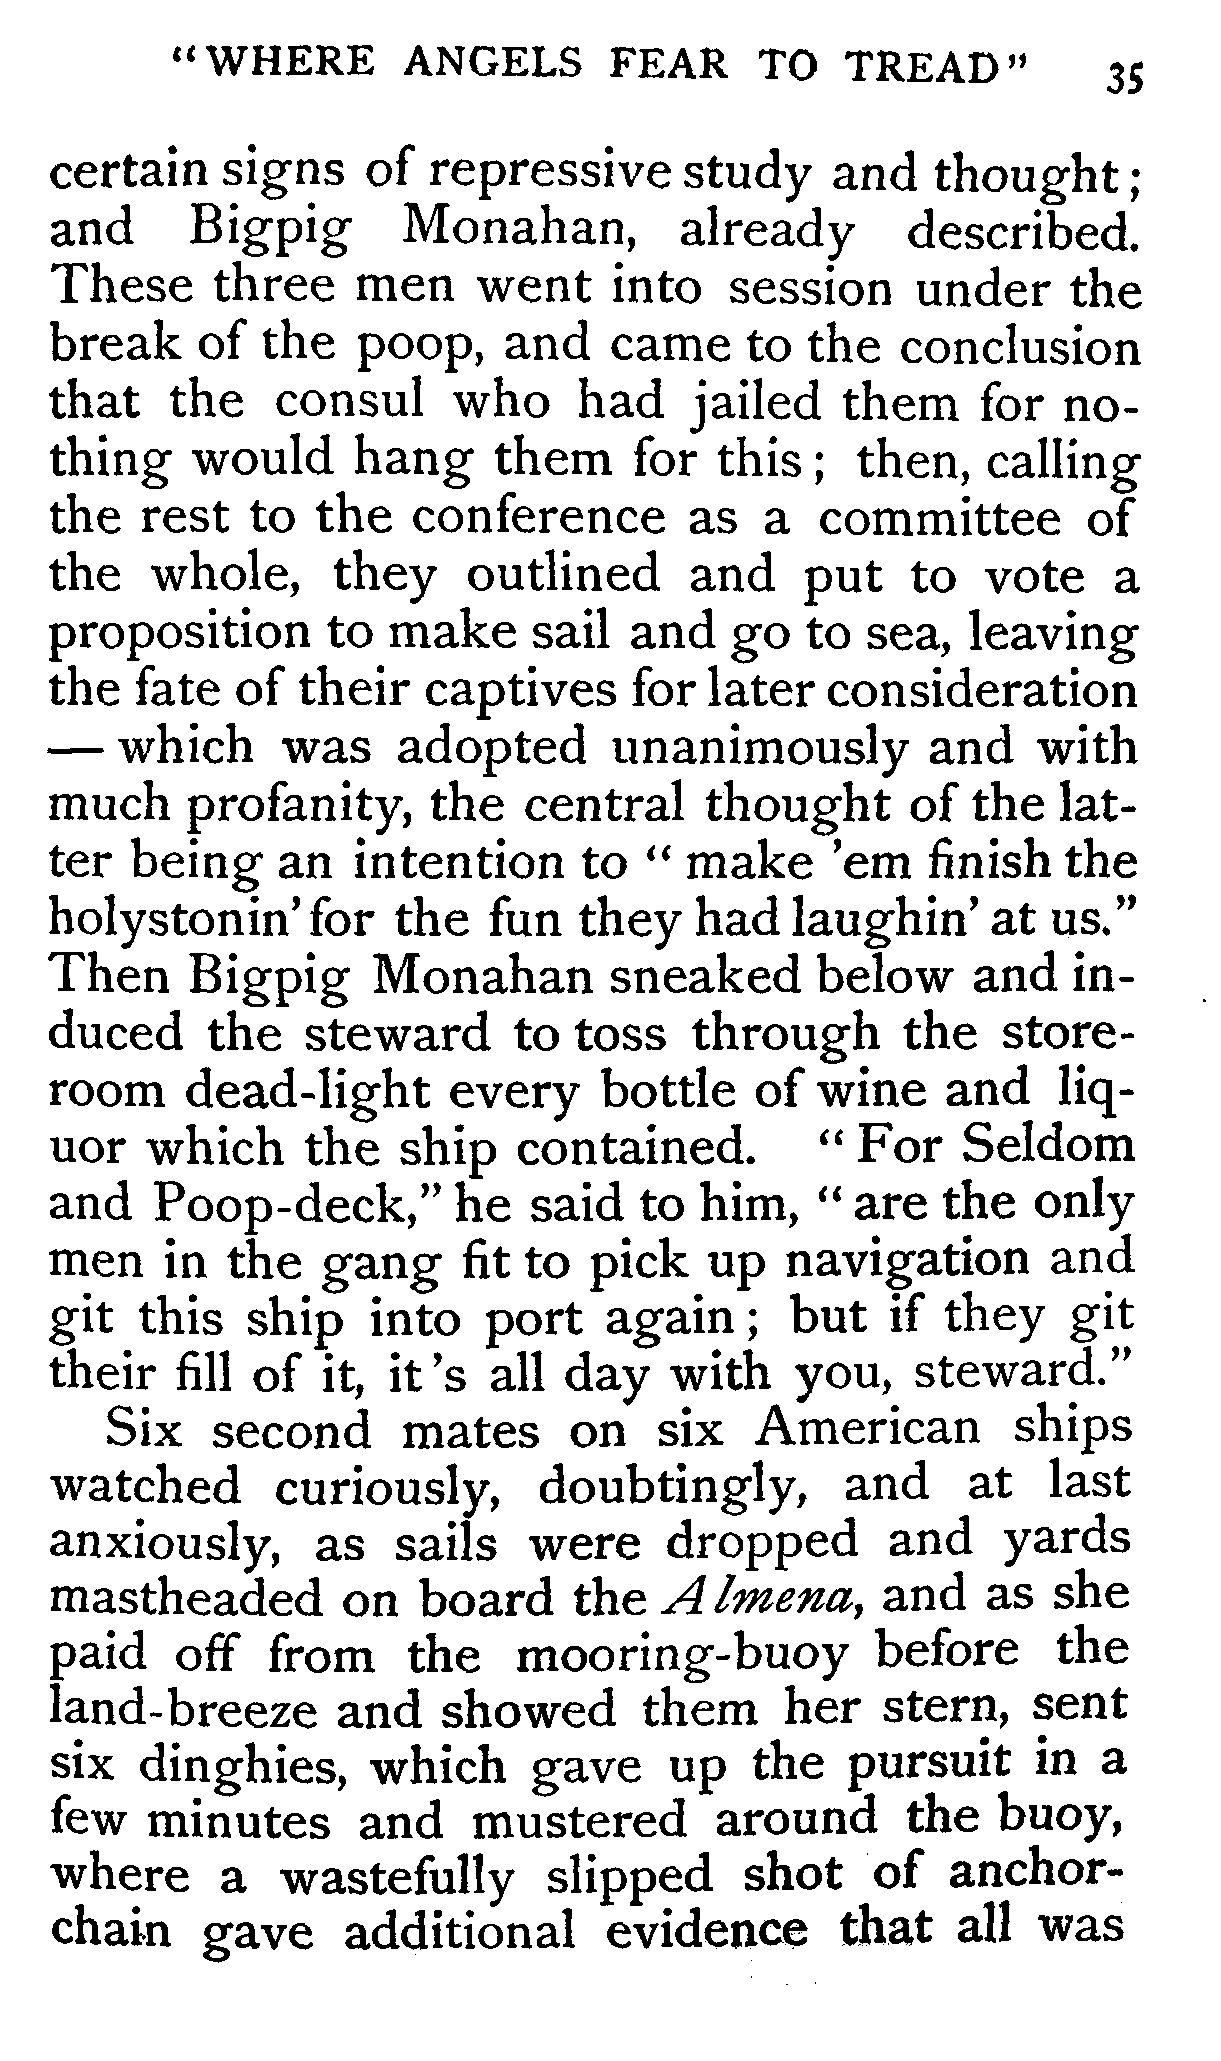 "WHERE ANGELS FEAR TO TREAD" 35
certain signs of repressive study and thought;
and Bigpig Monahan, already described.
These three men went into session under the
break of the poop, and came to the conclusion
that the consul who had jailed them for no-
thing would hang them for this; then, calling
the rest to the conference as a committee of
the whole, they outlined and put to vote a
proposition to make sail and go to sea, leaving
the fate of their captives for later consideration
— which was adopted unanimously and with
much profanity, the central thought of the lat-
ter being an intention to "make 'em finish the
holystonin' for the fun they had laughin' at us."
Then Bigpig Monahan sneaked below and in-
duced the steward to toss through the store-
room dead-light every bottle of wine and liq-
uor which the ship contained. "For Seldom
and Poop-deck," he said to him, "are the only
men in the gang fit to pick up navigation and
git this ship into port again; but if they git
their fill of it, it's all day with you, steward."
Six second mates on six American ships
watched curiously, doubtingly, and at last
anxiously, as sails were dropped and yards
mastheaded on board the Almena, and as she
paid off from the mooring-buoy before the
land-breeze and showed them her stern, sent
six dinghies, which gave up the pursuit in a
few minutes and mustered around the buoy,
where a wastefully slipped shot of anchor-
chain gave additional evidence that all was